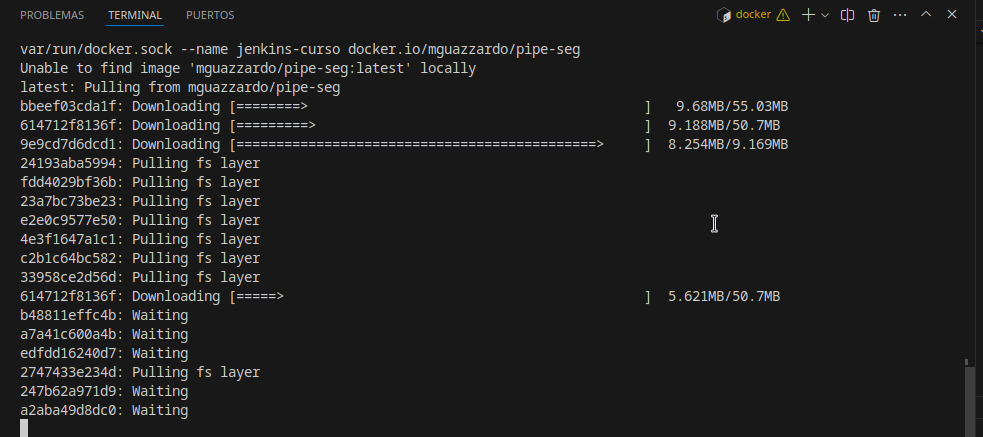 PROBLEMAS TERMINAL PUERTOS docker
var/run/docker.sock --name jenkins-curso docker.io/mguazzardo/pipe-seg
Unable to find image 'mguazzardo/pipe-seg:latest' locally
latest: Pulling from mguazzardo/pipe-seg
bbeef03cda1f: Downloading [========>                                          ]   9.68MB/55.03MB
614712f8136f: Downloading [=========>                                         ]  9.188MB/50.7MB
9e9cd7d6dcd1: Downloading [=============================================>     ]  8.254MB/9.169MB
24193aba5994: Pulling fs layer
fdd4029bf36b: Pulling fs layer
23a7bc73be23: Pulling fs layer
e2e0c9577e50: Pulling fs layer
4e3f1647a1c1: Pulling fs layer
c2b1c64bc582: Pulling fs layer
33958ce2d56d: Pulling fs layer
614712f8136f: Downloading [=====>                                             ]  5.621MB/50.7MB
b48811effc4b: Waiting
a7a41c600a4b: Waiting
edfdd16240d7: Waiting
2747433e234d: Pulling fs layer
247b62a971d9: Waiting
a2aba49d8dc0: Waiting